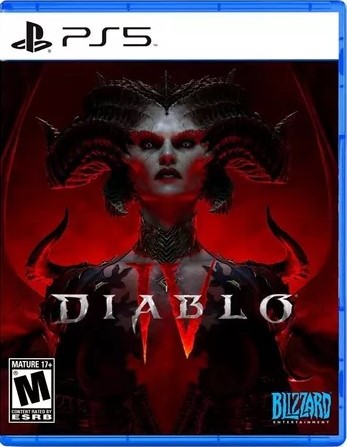 PS5
DIABLO
IV
MATURE 17+
M
CONTENT RATED BY
ESRB
BLIZZARD
ENTERTAINMENT